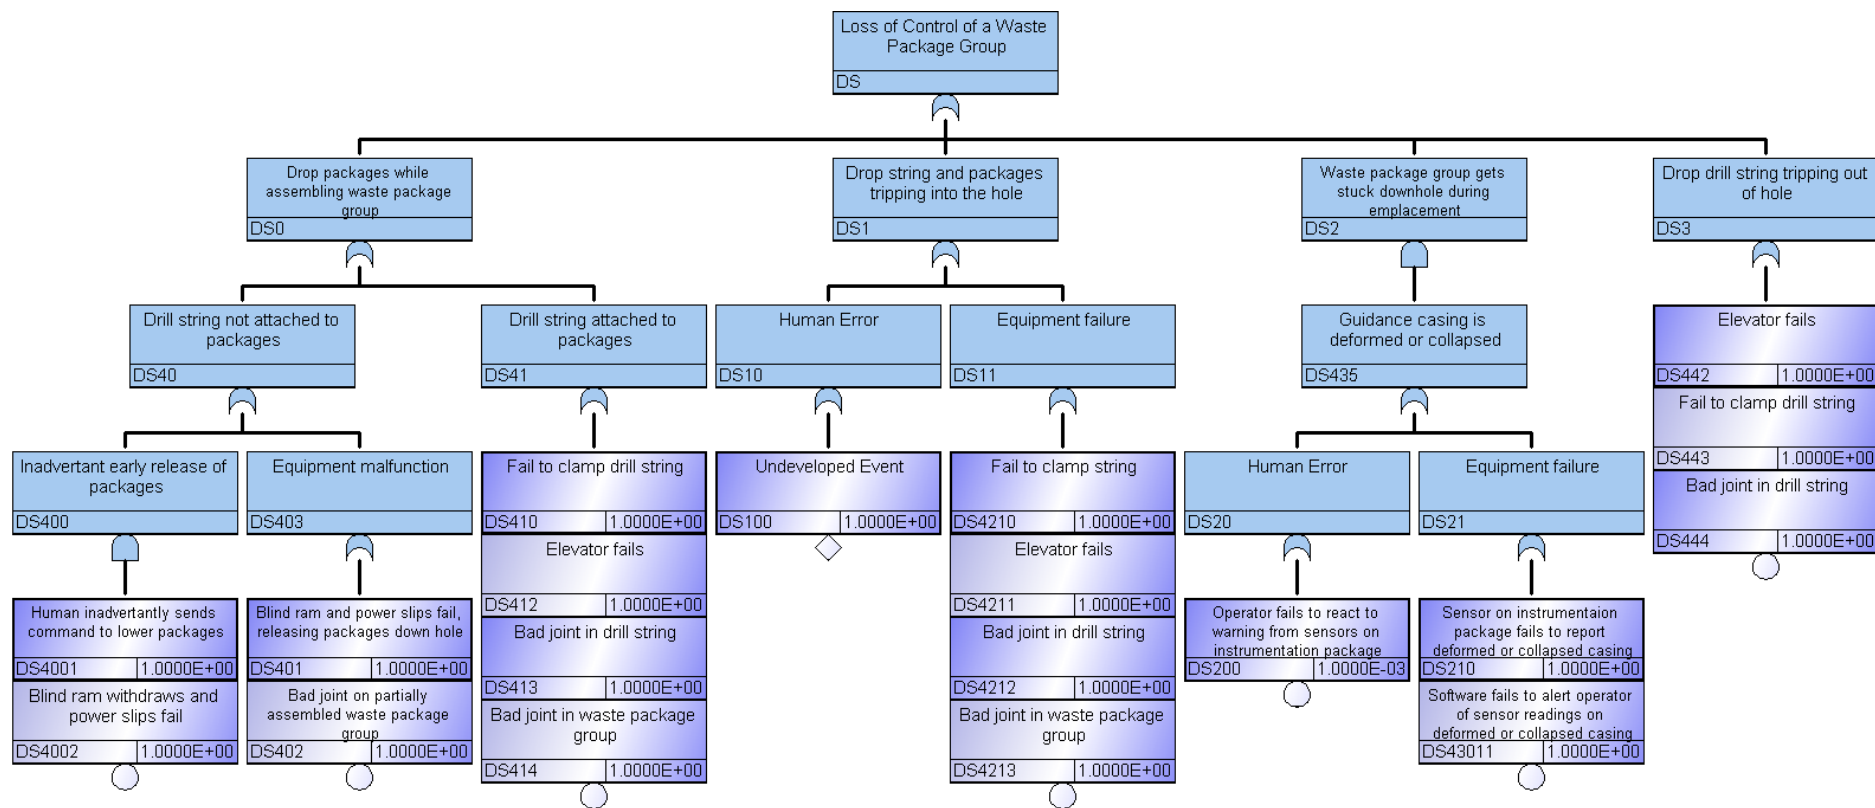 Loss of Control of a Waste
Package Group
DS
Drop packages while
assembling waste package
group
DS0
Drop string and packages
tripping into the hole
DS1
Waste package group gets
stuck downhole during
emplacement
DS2
Drop drill string tripping out
of hole
DS3
Drill string not attached to
packages
DS40
Drill string attached to
packages
DS41
Human Error
DS10
Equipment failure
DS11
Guidance casing is
deformed or collapsed
DS435
Elevator fails
DS442 1.0000E+00
Fail to clamp drill string
DS443 1.0000E+00
Bad joint in drill string
DS444 1.0000E+00
Inadvertant early release of
packages
DS400
Equipment malfunction
DS403
Fail to clamp drill string
DS410 1.0000E+00
Elevator fails
DS412 1.0000E+00
Bad joint in drill string
DS413 1.0000E+00
Bad joint in waste package
group
DS414 1.0000E+00
Undeveloped Event
DS100 1.0000E+00
Fail to clamp string
DS4210 1.0000E+00
Elevator fails
DS4211 1.0000E+00
Bad joint in drill string
DS4212 1.0000E+00
Bad joint in waste package
group
DS4213 1.0000E+00
Human Error
DS20
Equipment failure
DS21
Human inadvertantly sends
command to lower packages
DS4001 1.0000E+00
Blind ram withdraws and
power slips fail
DS4002 1.0000E+00
Blind ram and power slips fail,
releasing packages down hole
DS401 1.0000E+00
Bad joint on partially
assembled waste package
group
DS402 1.0000E+00
Operator fails to react to
warning from sensors on
instrumentation package
DS200 1.0000E-03
Sensor on instrumentaion
package fails to report
deformed or collapsed casing
DS210 1.0000E+00
Software fails to alert operator
of sensor readings on
deformed or collapsed casing
DS43011 1.0000E+00